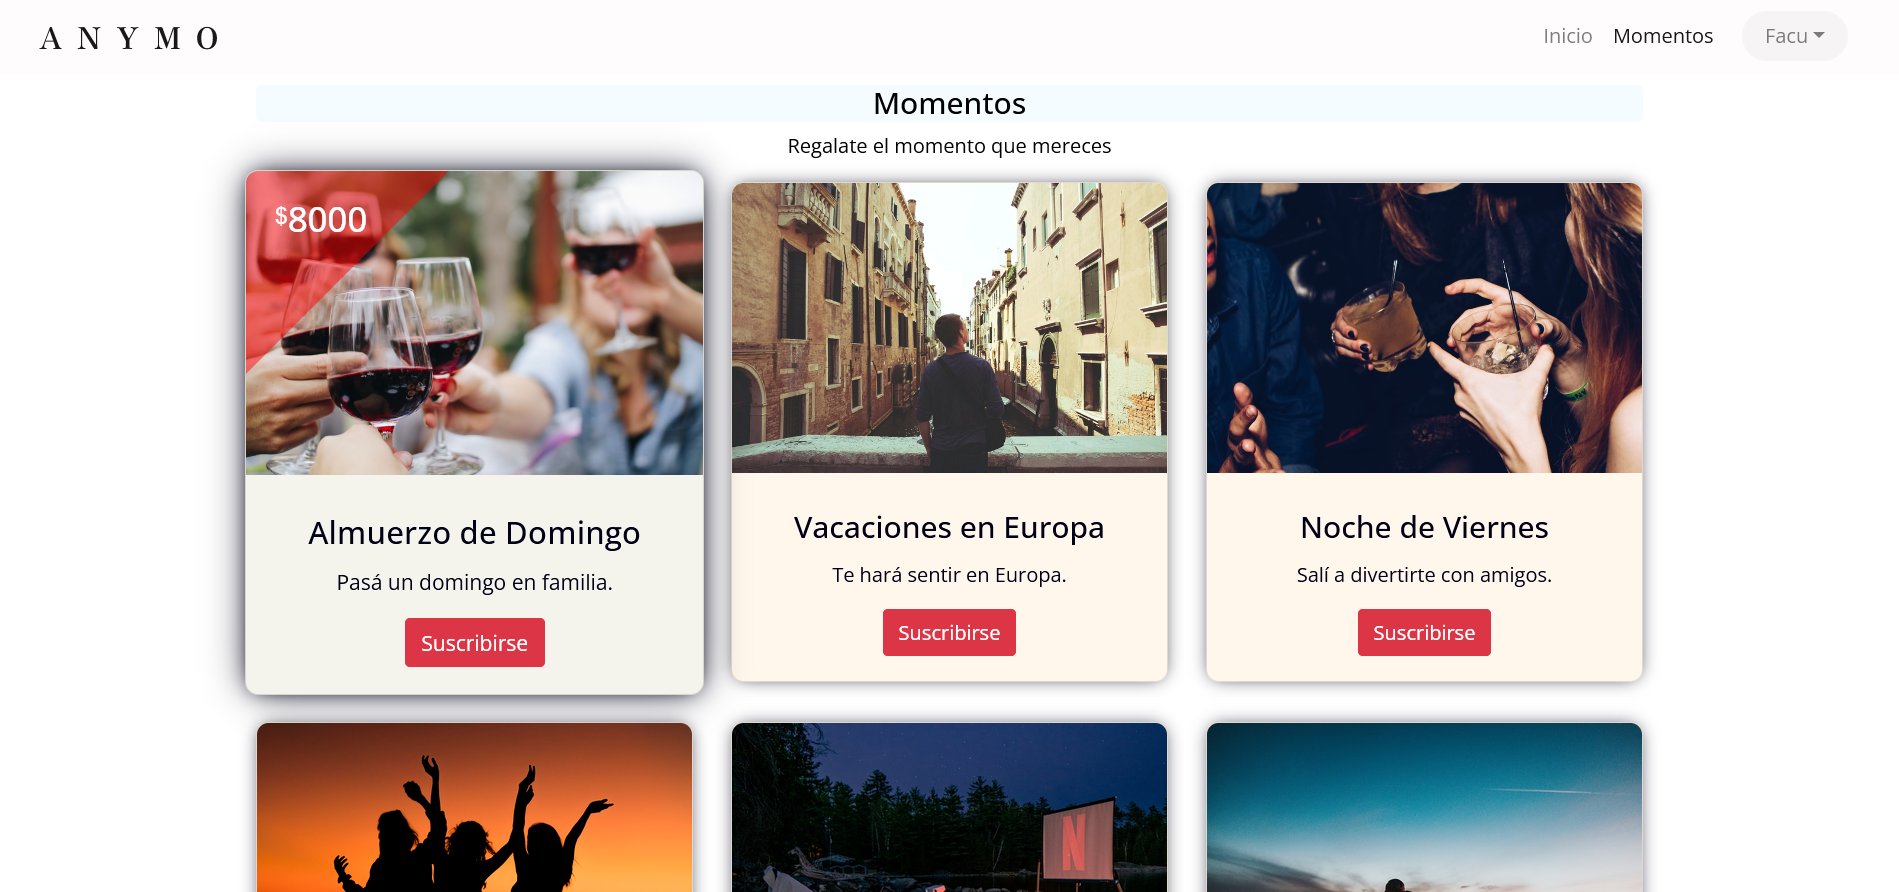 ANYMO
Inicio
Momentos
Facu
Momentos
Regalate el momento que mereces
$8000
Almuerzo de Domingo
Pasá un domingo en familia.
Suscribirse
Vacaciones en Europa
Te hará sentir en Europa.
Suscribirse
Noche de Viernes
Salí a divertirte con amigos.
Suscribirse
N